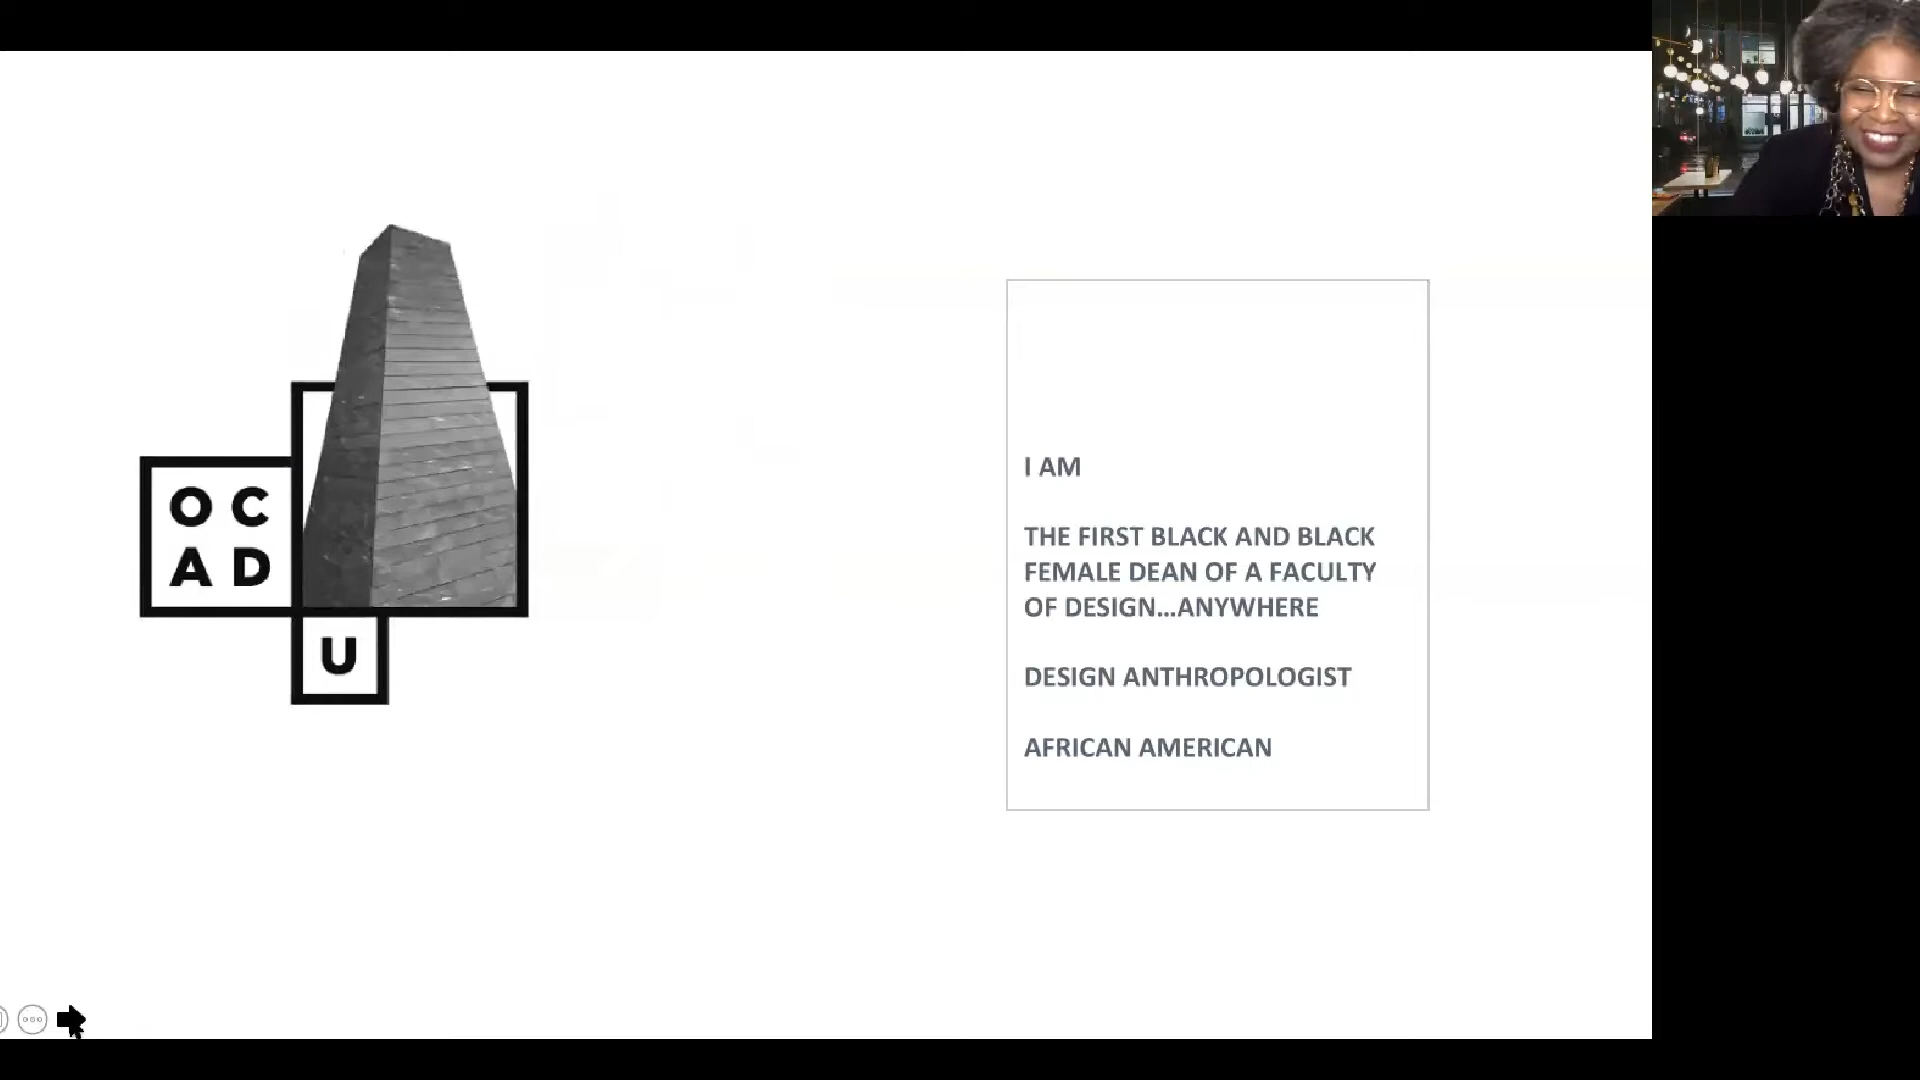 O C
A D
U
I AM
THE FIRST BLACK AND BLACK
FEMALE DEAN OF A FACULTY
OF DESIGN...ANYWHERE
DESIGN ANTHROPOLOGIST
AFRICAN AMERICAN